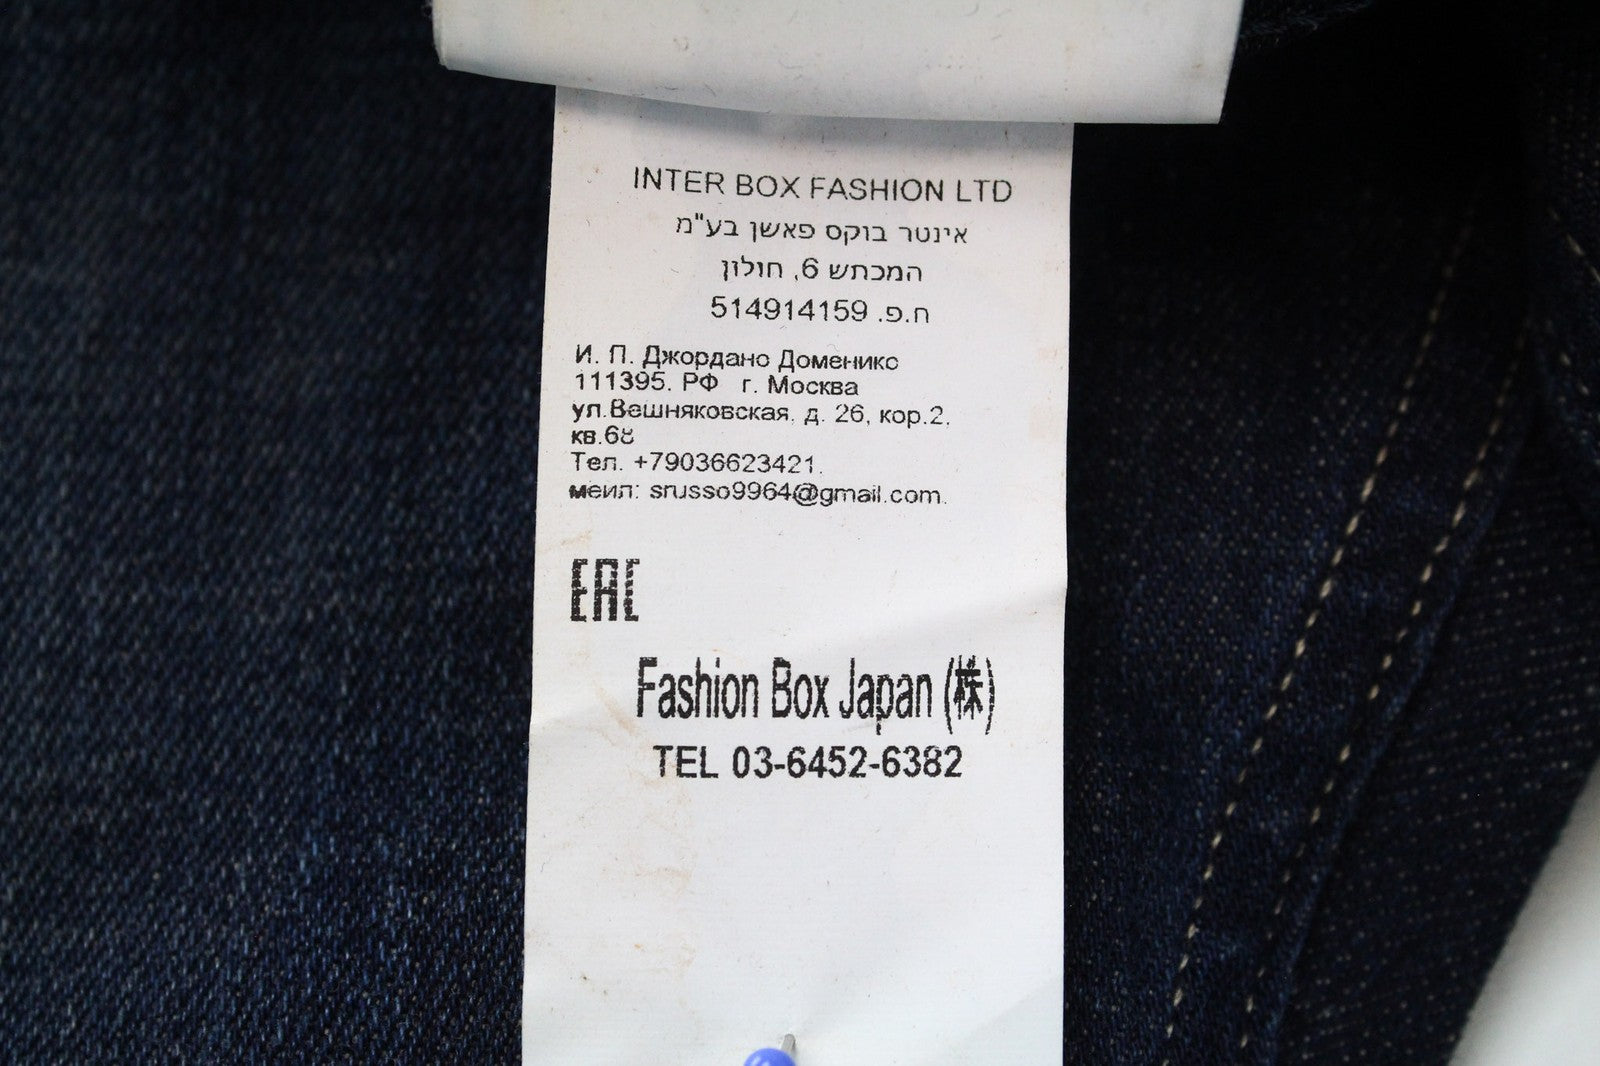 INTER BOX FASHION LTD
אינטר בוקס פאשן בע"מ
המכתש 6, חולון
ח.פ. 514914159
И. П. Джордано Доменико
111395. РФ г. Москва
ул.Вешняковская, д. 26, кор.2,
кв.68
Тел. +79036623421.
меил: srusso9964@gmail.com.
EAC
Fashion Box Japan (株)
TEL 03-6452-6382